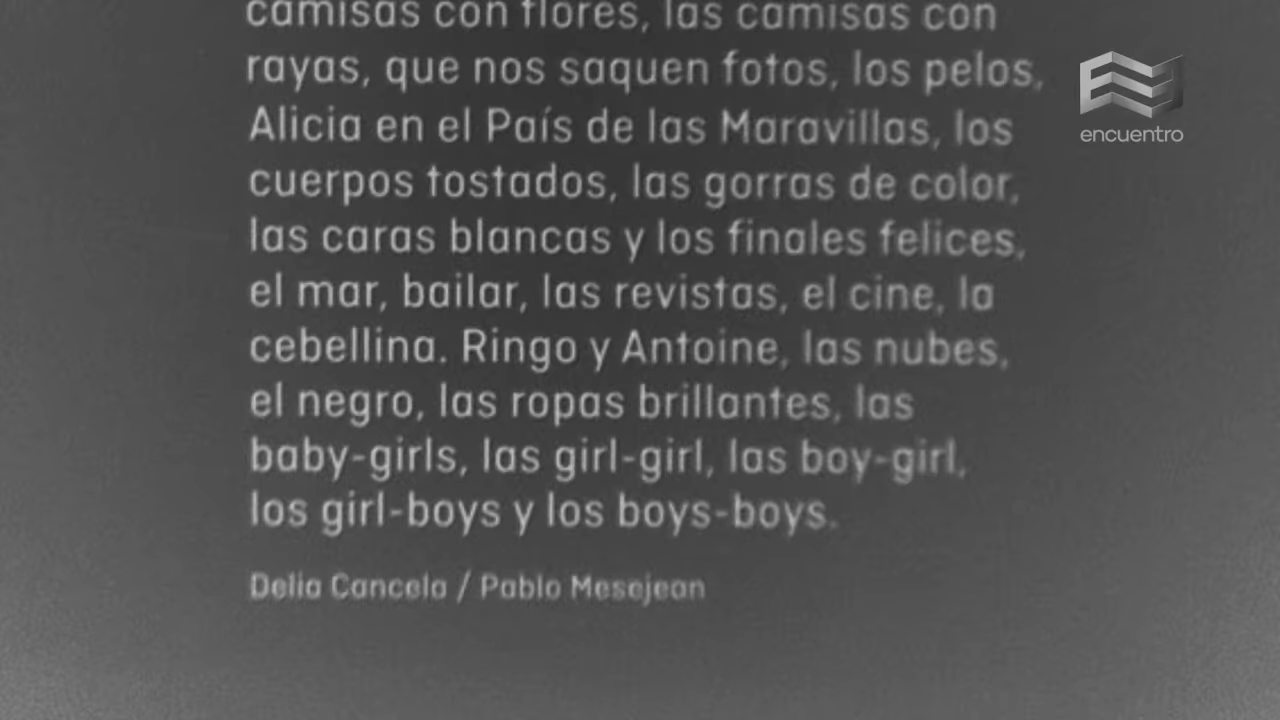 camisas con flores, las camisas con
rayas, que nos saquen fotos, los pelos,
Alicia en el País de las Maravillas, los
cuerpos tostados, las gorras de color,
las caras blancas y los finales felices,
el mar, bailar, las revistas, el cine, la
cebellina. Ringo y Antoine, las nubes,
el negro, las ropas brillantes, las
baby-girls, las girl-girl, las boy-girl,
los girl-boys y los boys-boys.
Delia Cancela / Pablo Mesejean
encuentro